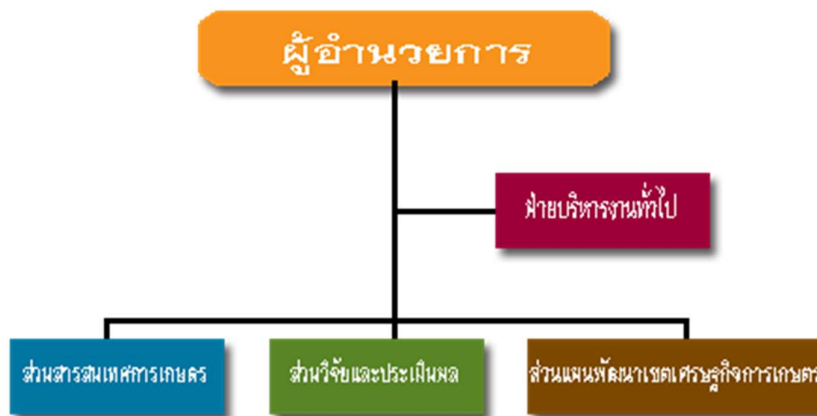 ผู้อำนวยการ
ฝ่ายบริหารงานทั่วไป
ส่วนสารสนเทศการเกษตร
ส่วนวิจัยและประเมินผล
ส่วนแผนพัฒนาเขตเศรษฐกิจการเกษตร